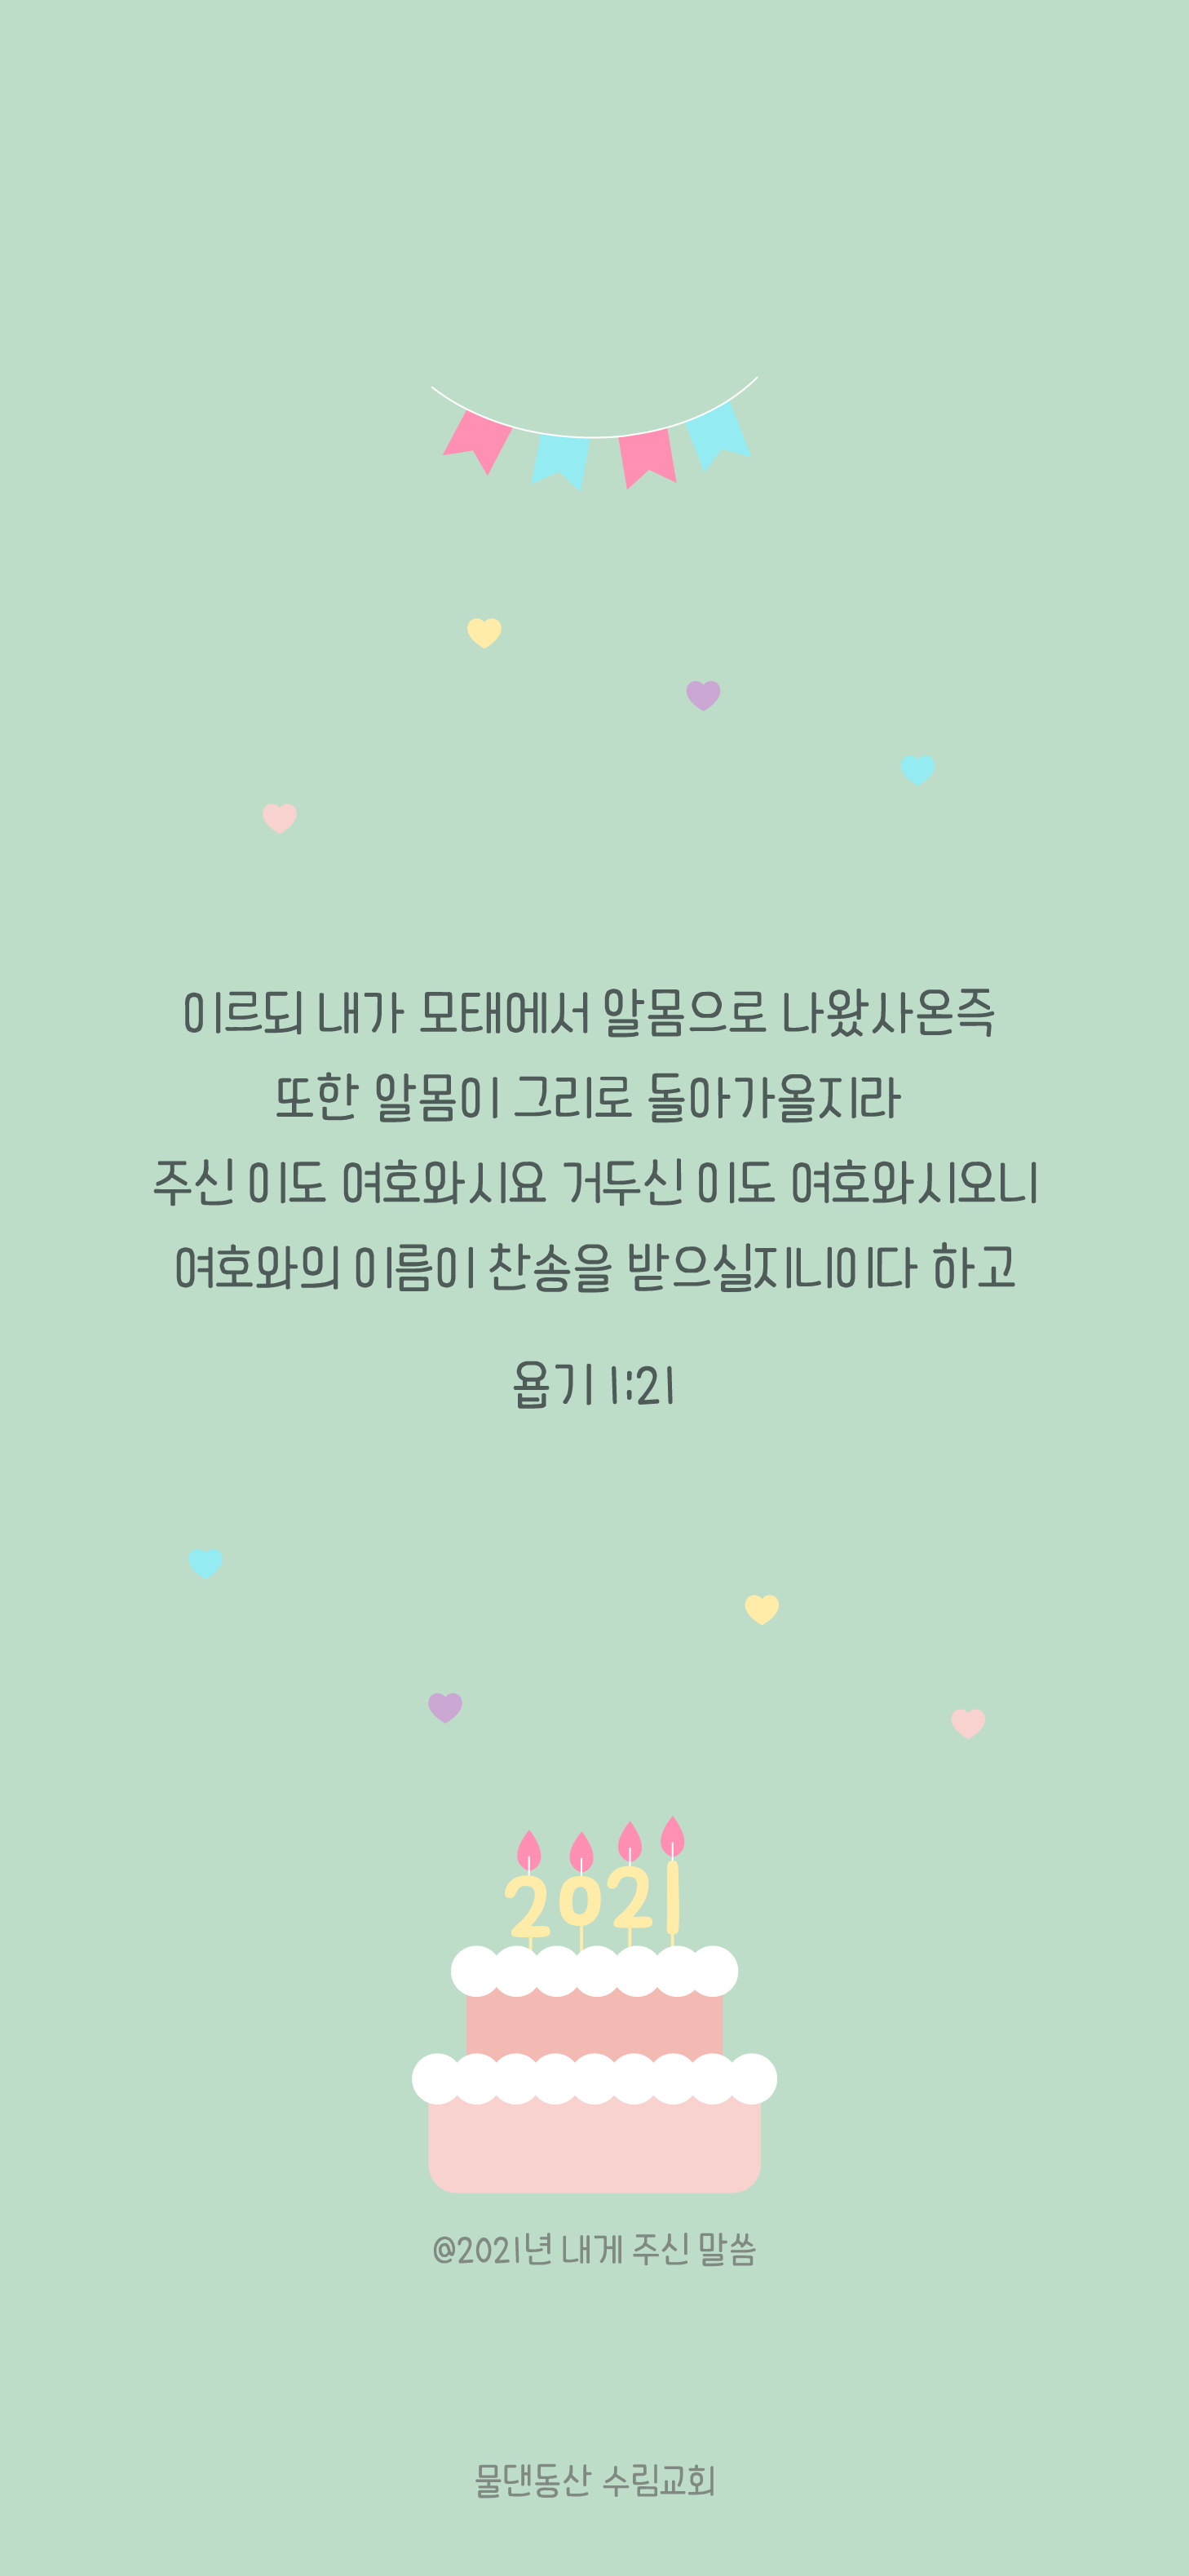 이르되 내가 모태에서 알몸으로 나왔사온즉
또한 알몸이 그리로 돌아가올지라
주신 이도 여호와시요 거두신 이도 여호와시오니
여호와의 이름이 찬송을 받으실지니이다 하고
욥기 1:21
2021
@2021년 내게 주신 말씀
물댄동산 수림교회